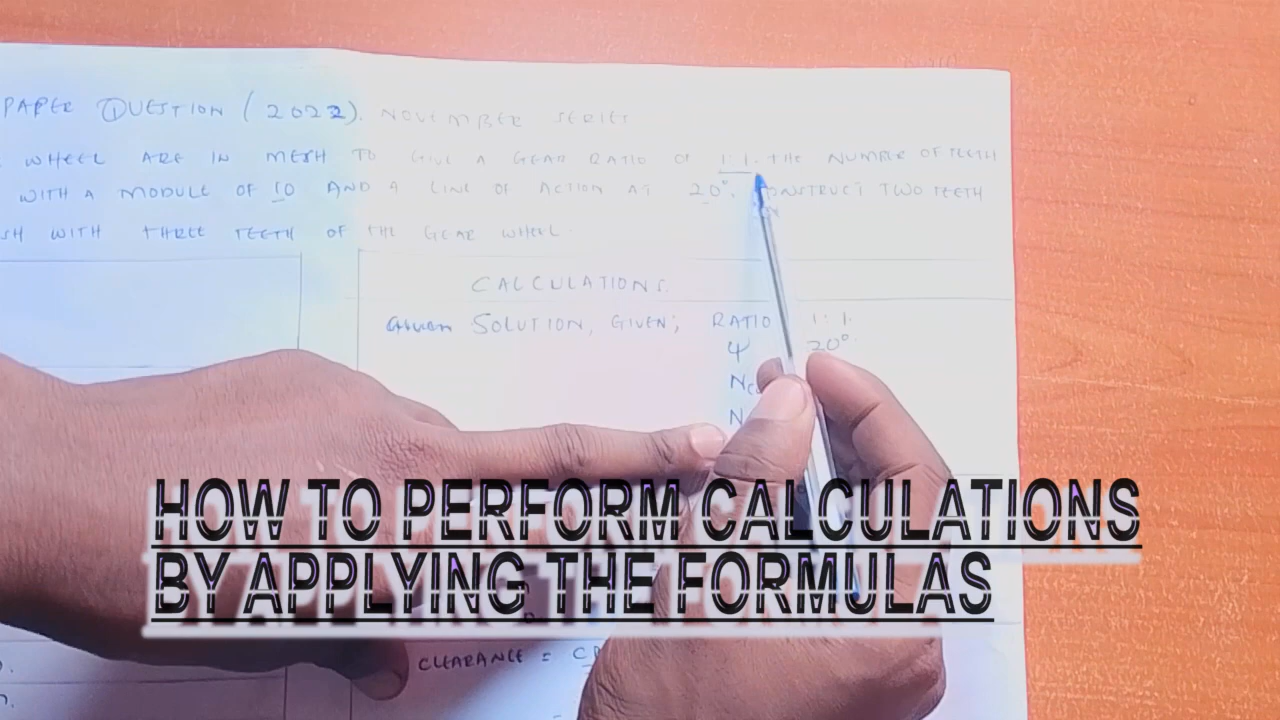 PAPER QUESTION (2022). NOVEMBER SERIES
WHEEL ARE IN MESH TO GIVE A GEAR RATIO OF 1:1. THE NUMBER OF TEETH
WITH A MODULE OF 10 AND A LINE OF ACTION AT 20°. CONSTRUCT TWO TEETH
SH WITH THREE TEETH OF THE GEAR WHEEL.
CALCULATIONS.
SOLUTION, GIVEN; RATIO 1:1.
Ψ 20°.
N
N
HOW TO PERFORM CALCULATIONS
BY APPLYING THE FORMULAS
CLEARANCE =